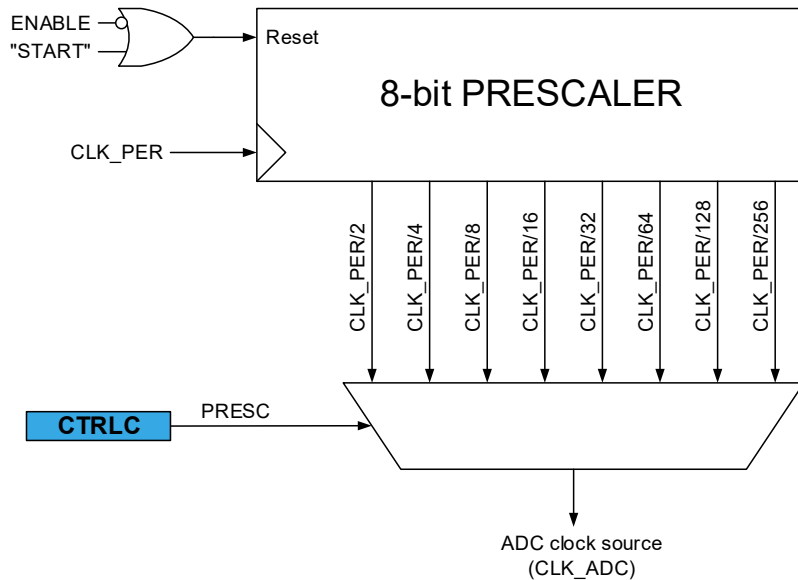 ENABLE
"START"
Reset
8-bit PRESCALER
CLK_PER
CLK_PER/2
CLK_PER/4
CLK_PER/8
CLK_PER/16
CLK_PER/32
CLK_PER/64
CLK_PER/128
CLK_PER/256
CTRLC
PRESC
ADC clock source
(CLK_ADC)